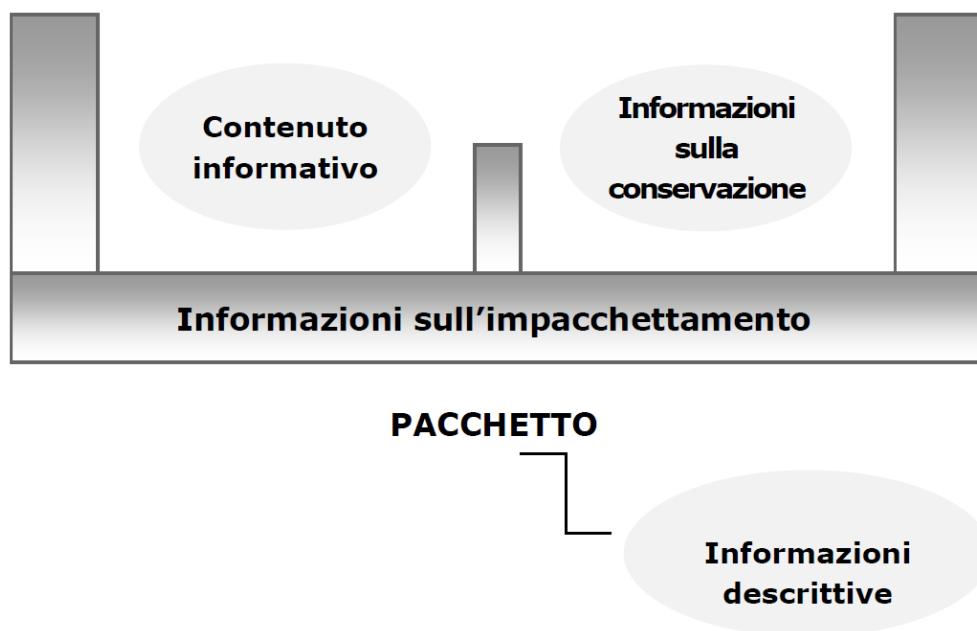 Contenuto
informativo
Informazioni
sulla
conservazione
Informazioni sull’impacchettamento
PACCHETTO
Informazioni
descrittive